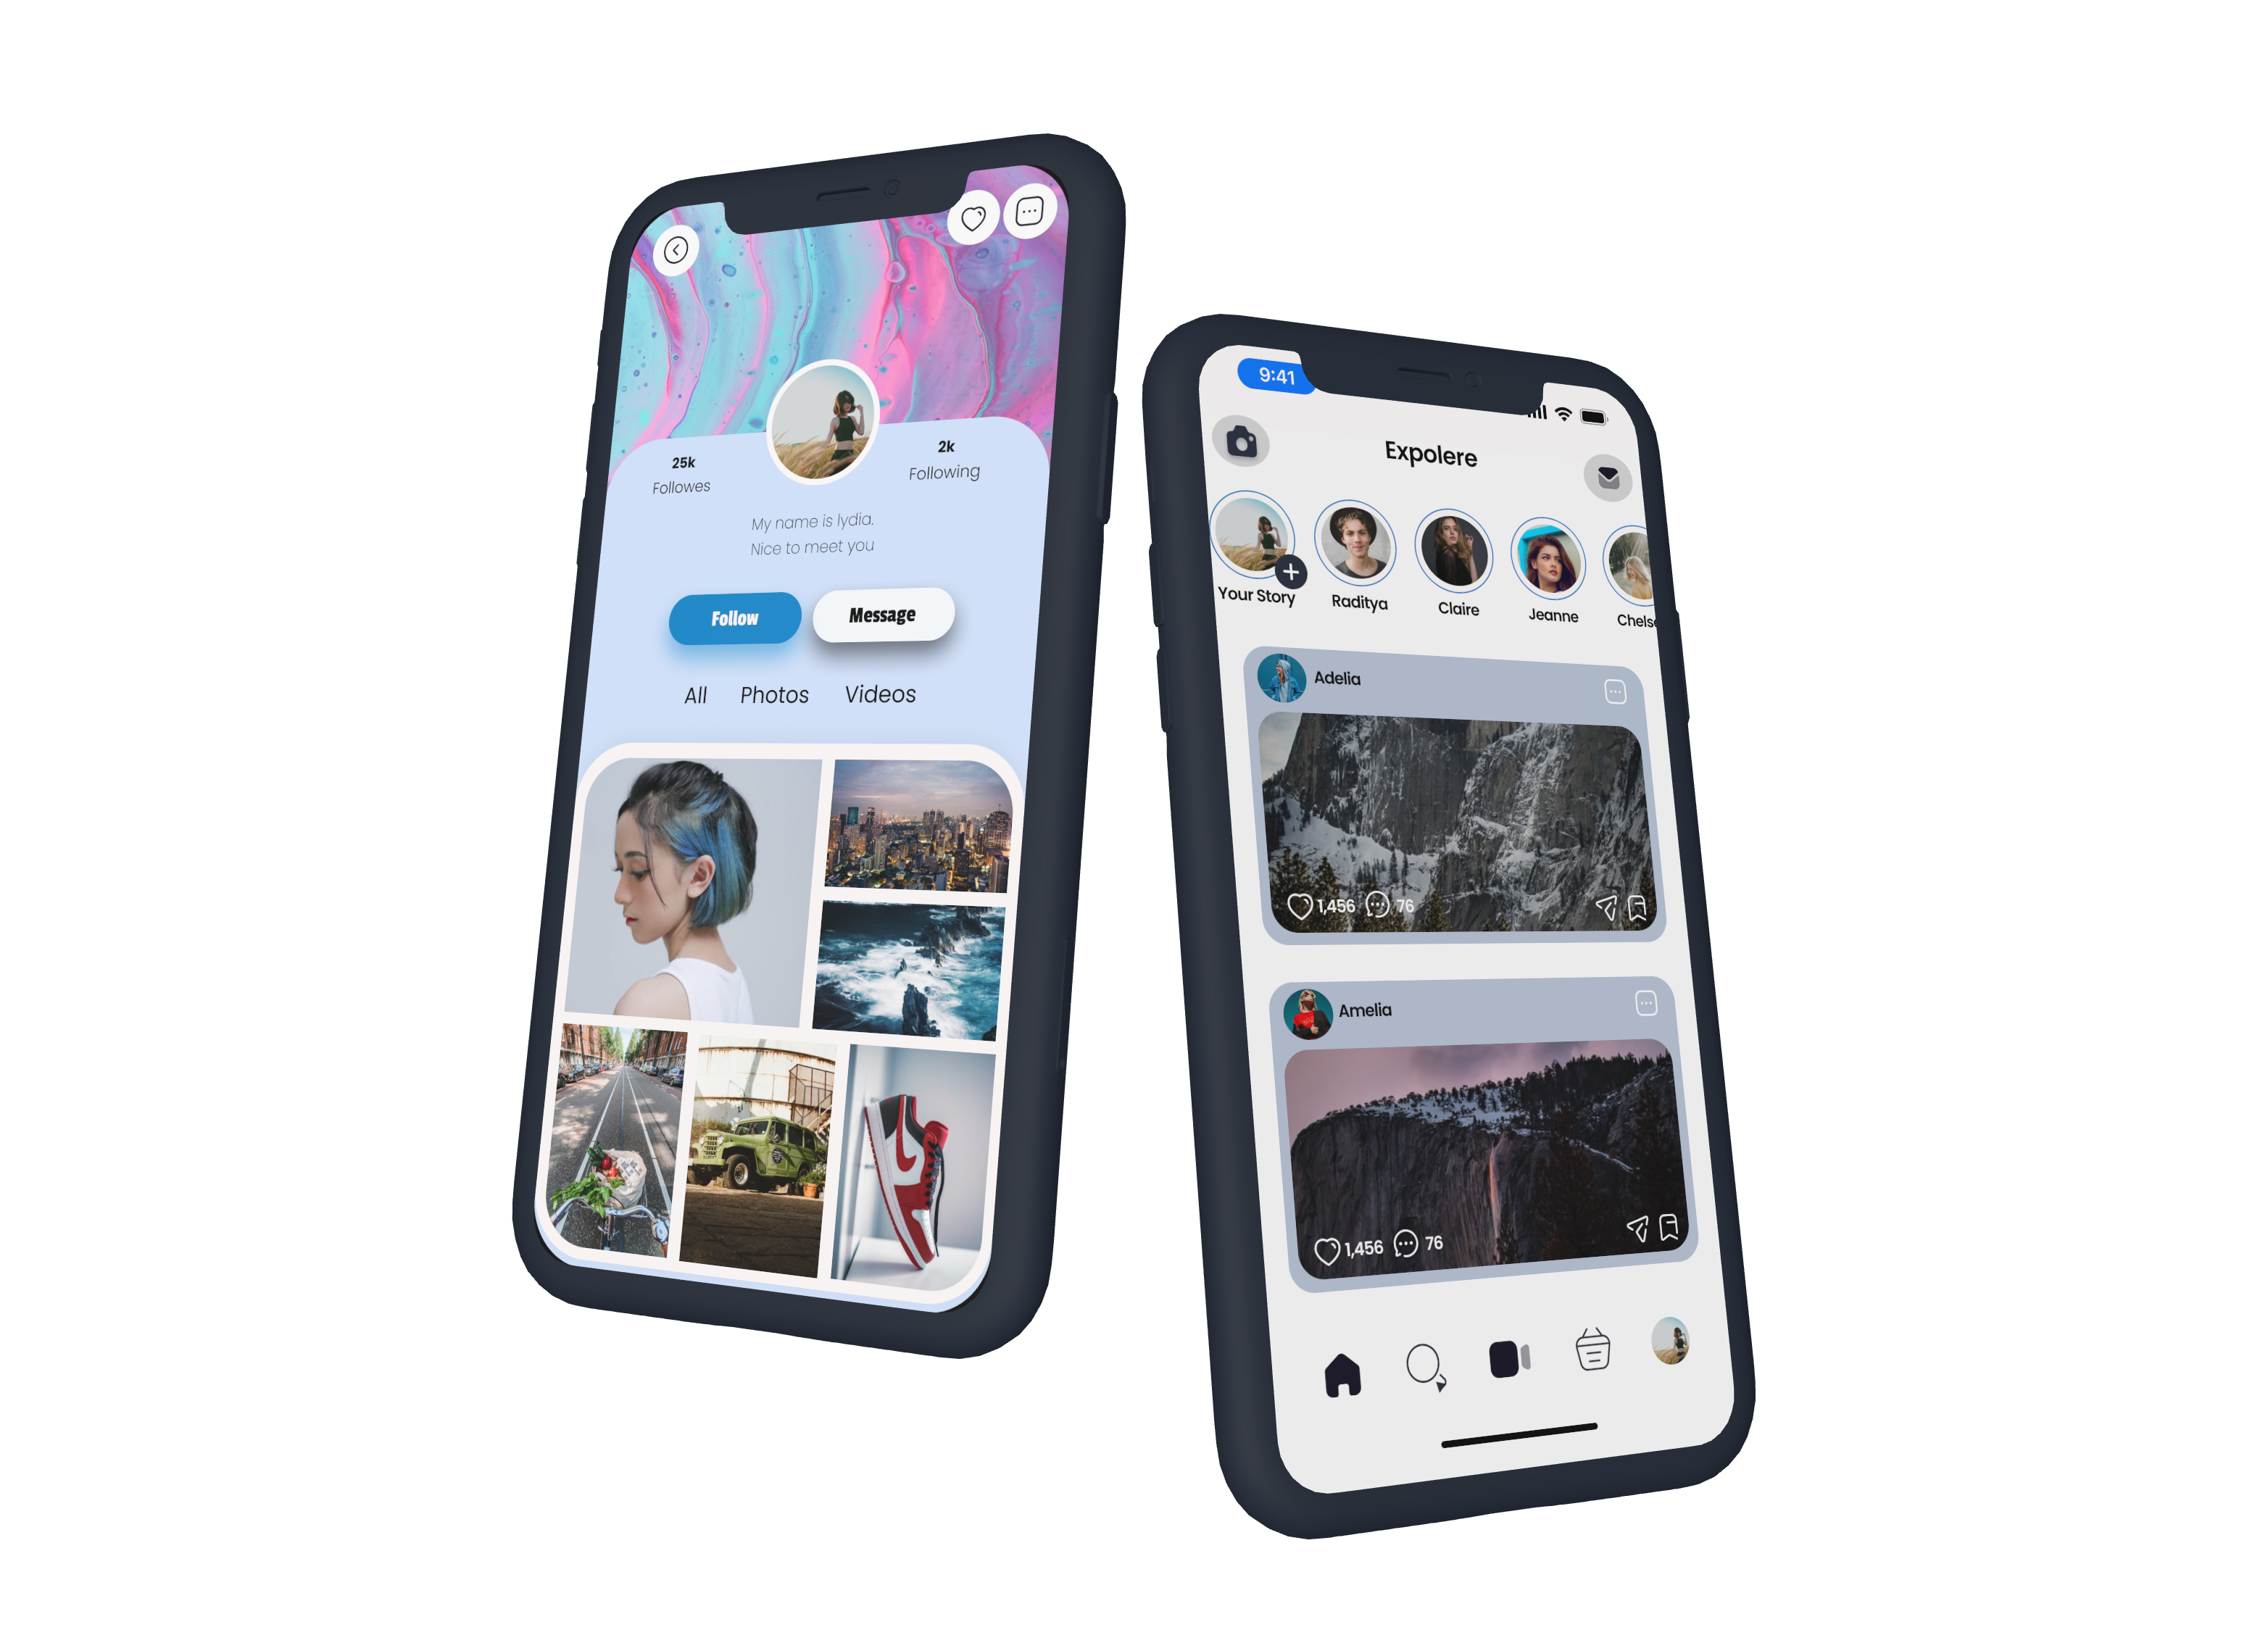 25k
Followes
2k
Following
My name is lydia.
Nice to meet you
Follow
Message
All
Photos
Videos
9:41
Expolere
Your Story
Raditya
Claire
Jeanne
Chels
Adelia
1,456
76
Amelia
1,456
76